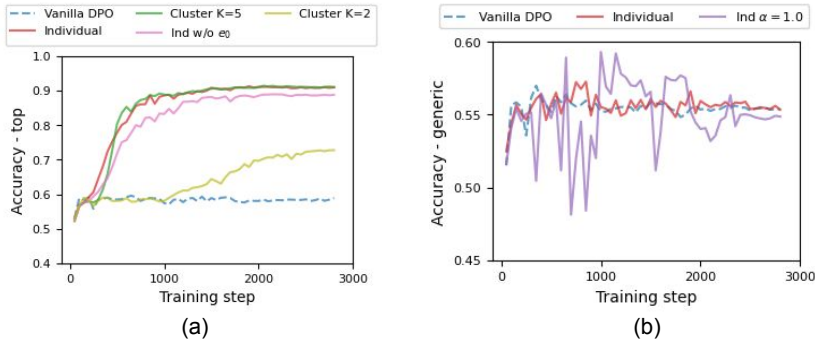 Vanilla DPO Cluster K=5 Cluster K=2
Individual Ind w/o e₀
1.0
0.9
0.8
0.7
0.6
0.5
0.4
Accuracy - top
0 1000 2000 3000
Training step
(a)
Vanilla DPO Individual Ind α = 1.0
0.60
0.55
0.50
0.45
Accuracy - generic
0 1000 2000 3000
Training step
(b)